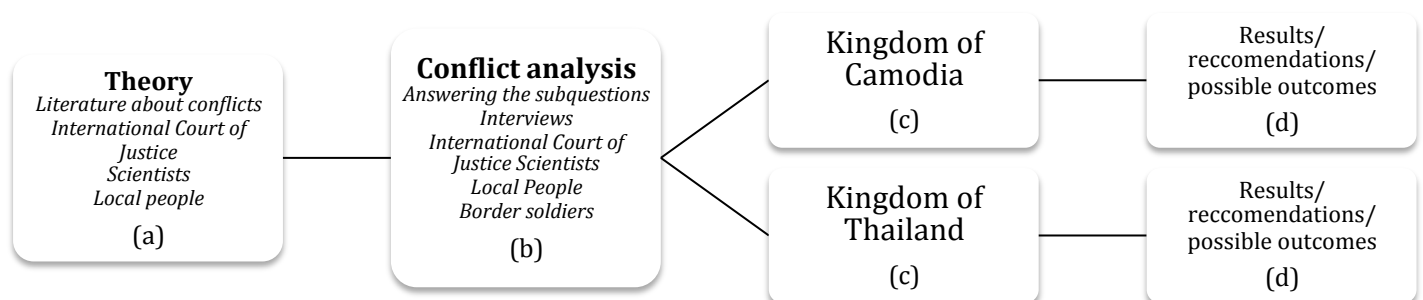 Theory
Literature about conflicts
International Court of
Justice
Scientists
Local people
(a)
Conflict analysis
Answering the subquestions
Interviews
International Court of
Justice Scientists
Local People
Border soldiers
(b)
Kingdom of
Camodia
(c)
Results/
reccomendations/
possible outcomes
(d)
Kingdom of
Thailand
(c)
Results/
reccomendations/
possible outcomes
(d)